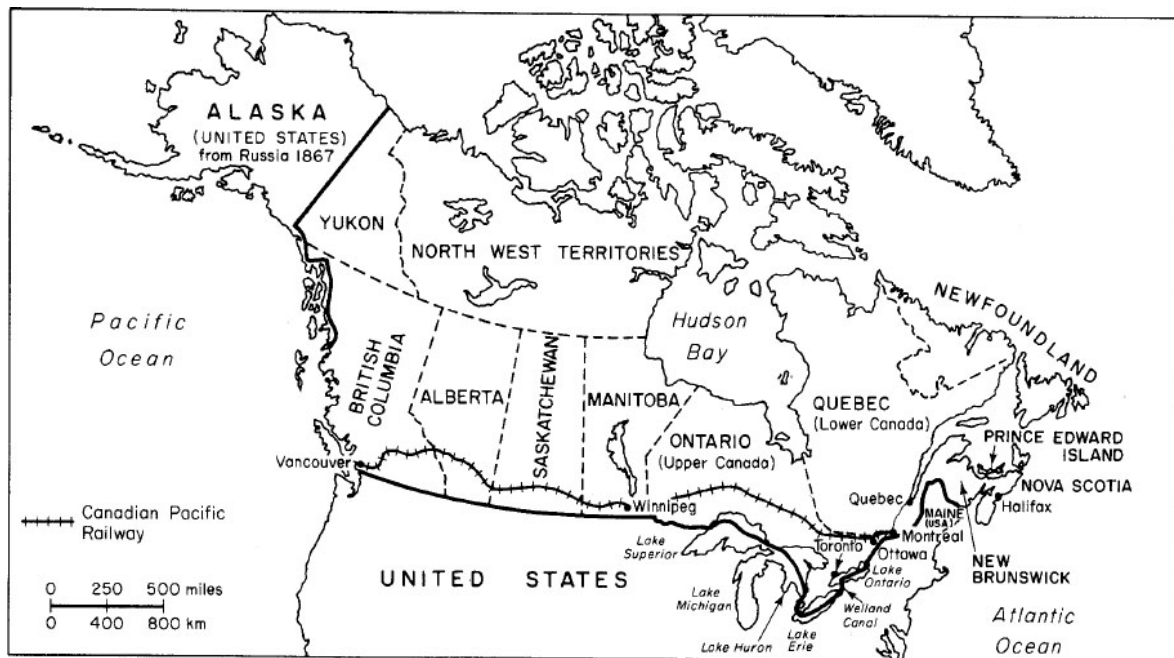 ALASKA
(UNITED STATES)
from Russia 1867
YUKON
NORTH WEST TERRITORIES
NEWFOUNDLAND
Pacific
Ocean
Hudson
Bay
BRITISH
COLUMBIA
ALBERTA
SASKATCHEWAN
MANITOBA
ONTARIO
(Upper Canada)
QUEBEC
(Lower Canada)
PRINCE EDWARD
ISLAND
NOVA SCOTIA
Halifax
Vancouver
Winnipeg
Quebec
MAINE
(USA)
Montreal
Ottawa
Toronto
NEW
BRUNSWICK
Canadian Pacific
Railway
Lake
Superior
UNITED STATES
Lake
Michigan
Lake Huron
Lake
Erie
Welland
Canal
Lake
Ontario
Atlantic
Ocean
0 250 500 miles
0 400 800 km